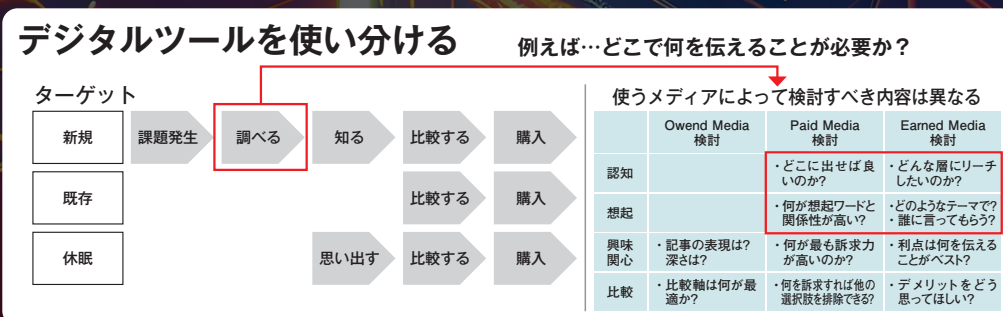 デジタルツールを使い分ける
例えば…どこで何を伝えることが必要か？
ターゲット
新規 課題発生 調べる 知る 比較する 購入
既存 比較する 購入
休眠 思い出す 比較する 購入
使うメディアによって検討すべき内容は異なる
Owend Media Paid Media Earned Media
検討 検討 検討
認知 ・どこに出せば良 ・どんな層にリーチ
いのか? したいのか?
想起 ・何が想起ワードと ・どのようなテーマで?
関係性が高い? ・誰に言ってもらう?
興味 ・記事の表現は? ・何が最も訴求力 ・利点は何を伝える
関心 深さは? が高いのか? ことがベスト?
比較 ・比較軸は何が最 ・何を訴求すれば他の ・デメリットをどう
適か? 選択肢を排除できる? 思ってほしい?